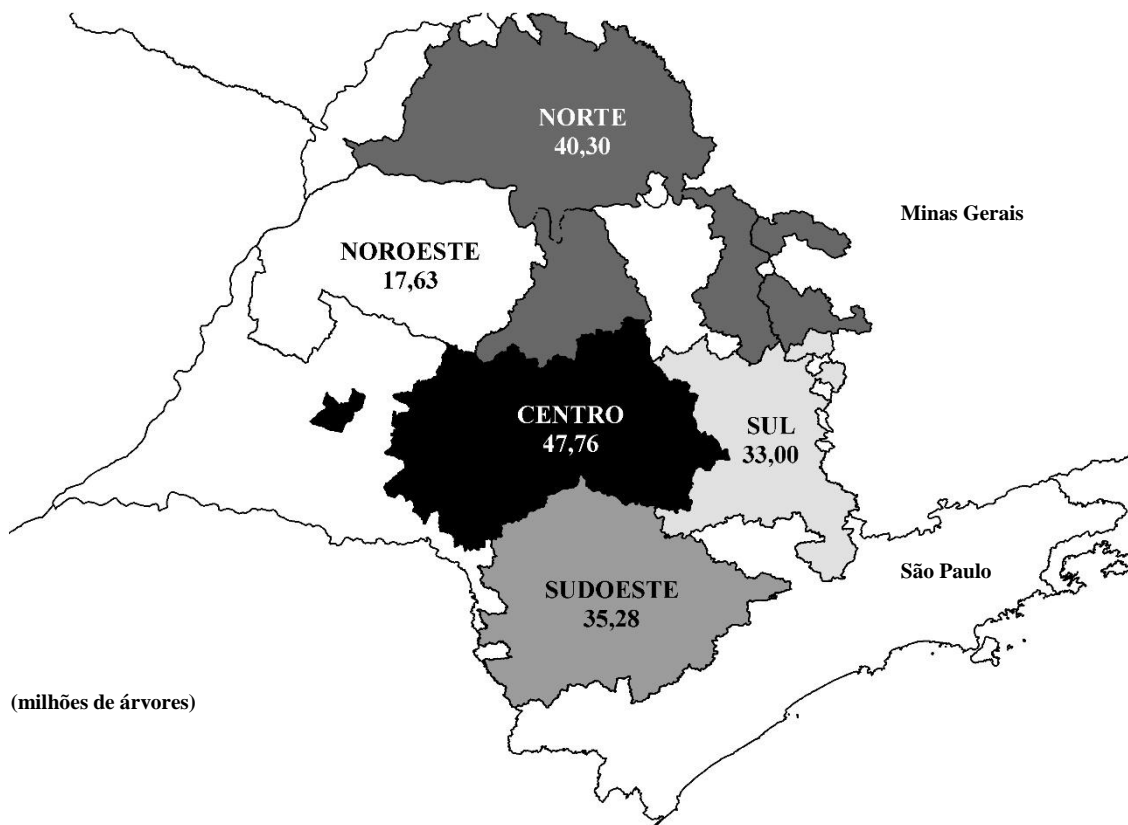 NORTE
40,30
Minas Gerais
NOROESTE
17,63
CENTRO
47,76
SUL
33,00
São Paulo
SUDOESTE
35,28
(milhões de árvores)